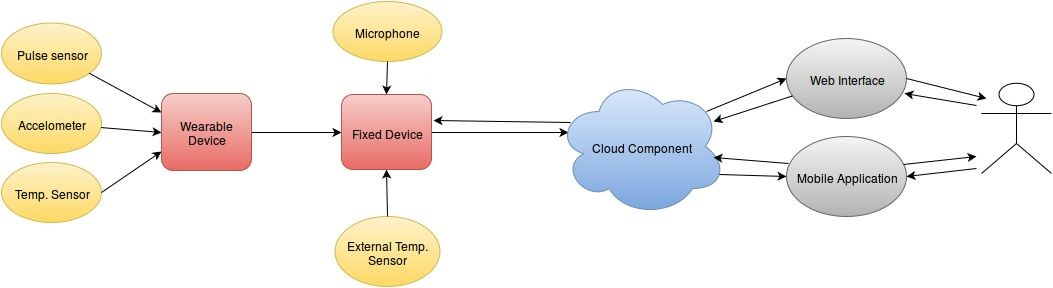 Pulse sensor
Accelometer
Temp. Sensor
Wearable
Device
Microphone
Fixed Device
External Temp.
Sensor
Cloud Component
Web Interface
Mobile Application